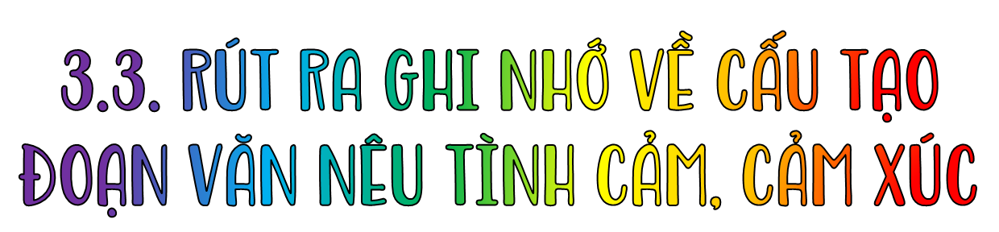 3.3. RÚT RA GHI NHỚ VỀ CẤU TẠO
ĐOẠN VĂN NÊU TÌNH CẢM, CẢM XÚC